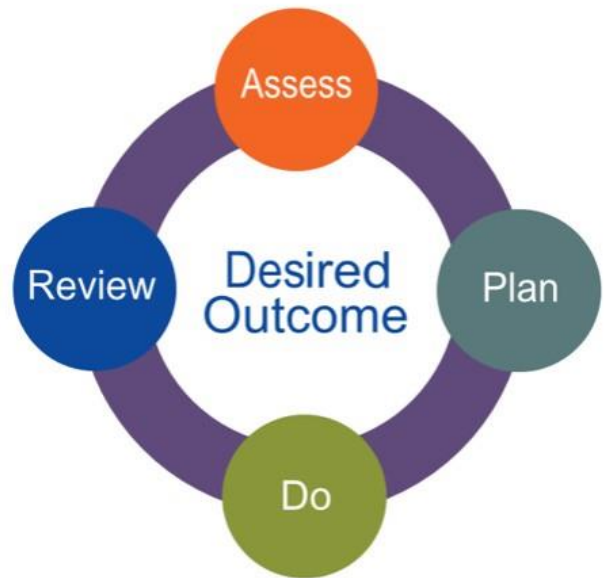 Assess
Review
Desired
Outcome
Plan
Do